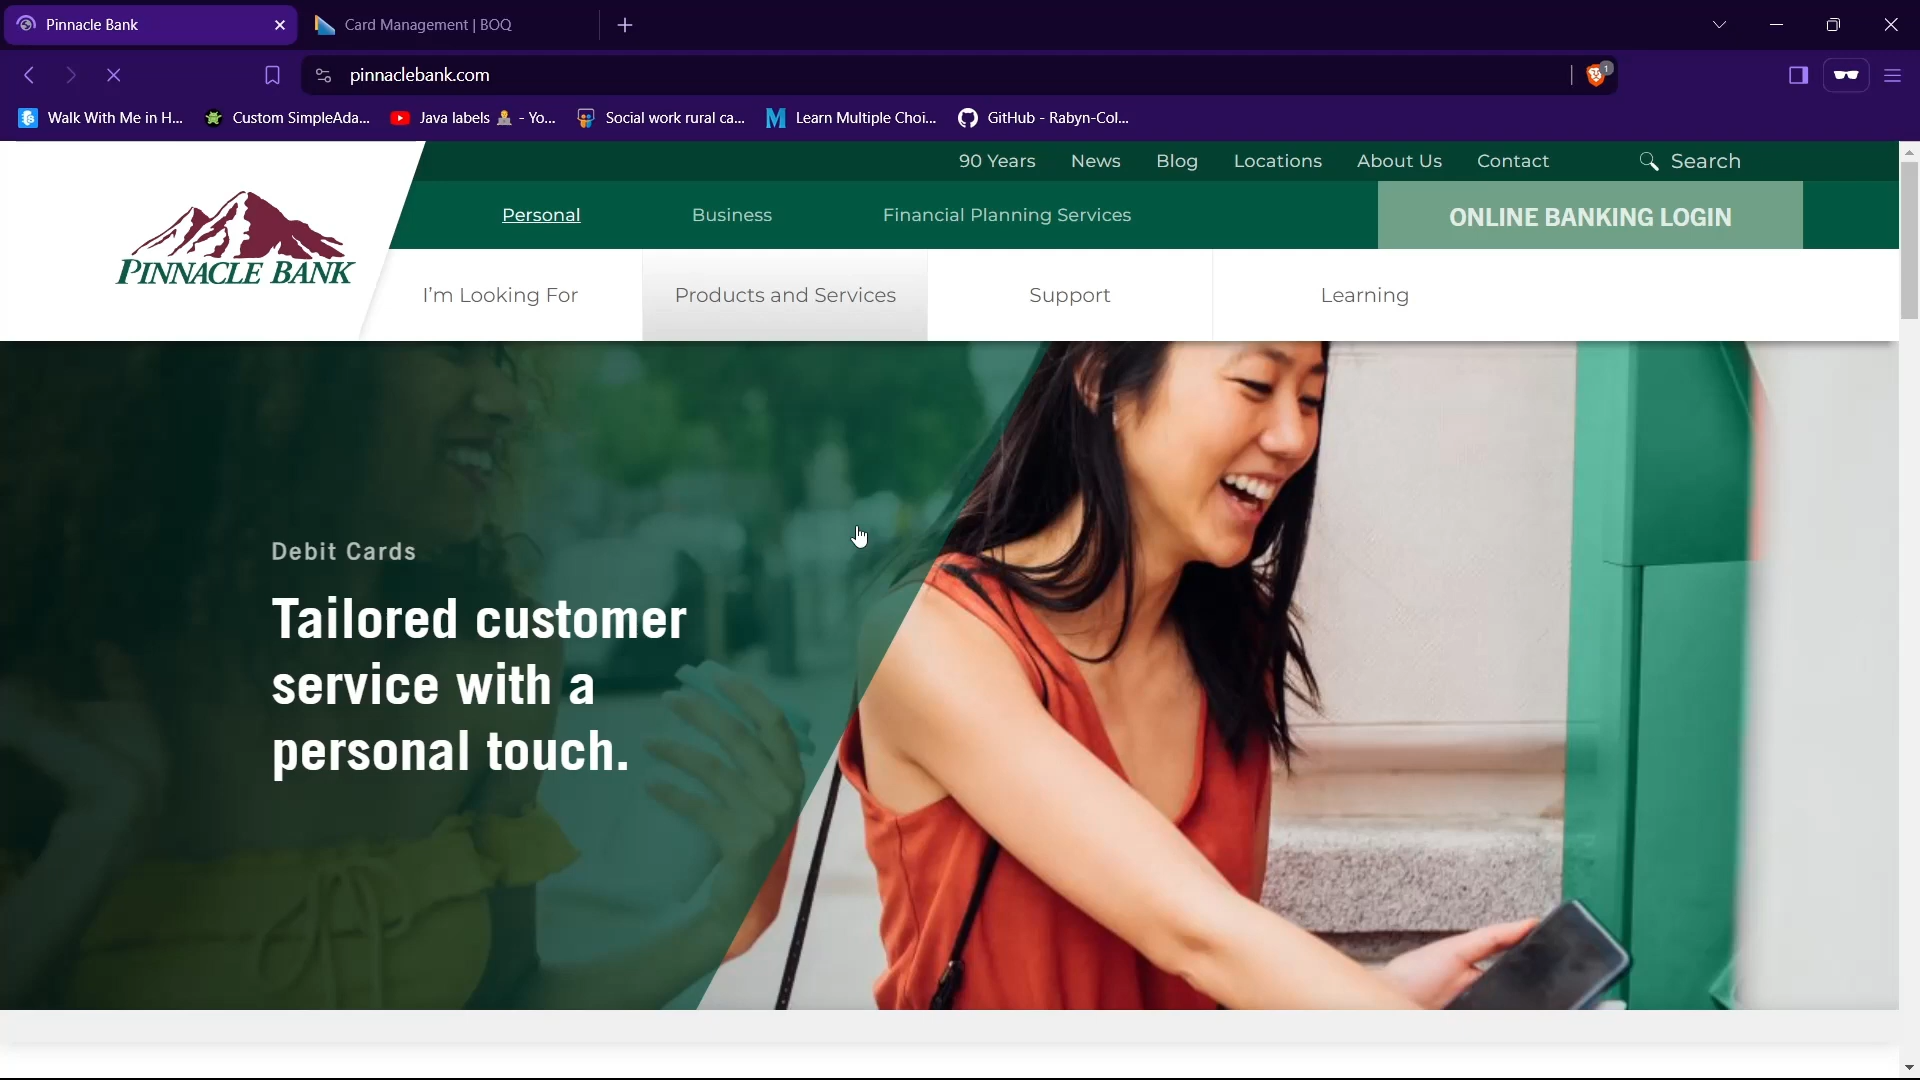 Pinnacle Bank
Card Management | BOQ
pinnaclebank.com
1
Walk With Me in H...
Custom SimpleAda...
Java labels - Yo...
Social work rural ca...
Learn Multiple Choi...
GitHub - Rabyn-Col...
90 Years
News
Blog
Locations
About Us
Contact
Search
PINNACLE BANK
Personal
Business
Financial Planning Services
ONLINE BANKING LOGIN
I'm Looking For
Products and Services
Support
Learning
Debit Cards
Tailored customer
service with a
personal touch.